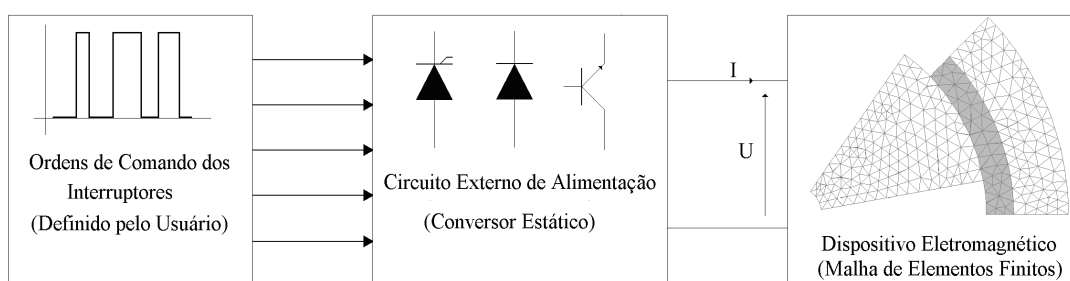 Ordens de Comando dos
Interruptores
(Definido pelo Usuário)
Circuito Externo de Alimentação
(Conversor Estático)
I
U
Dispositivo Eletromagnético
(Malha de Elementos Finitos)